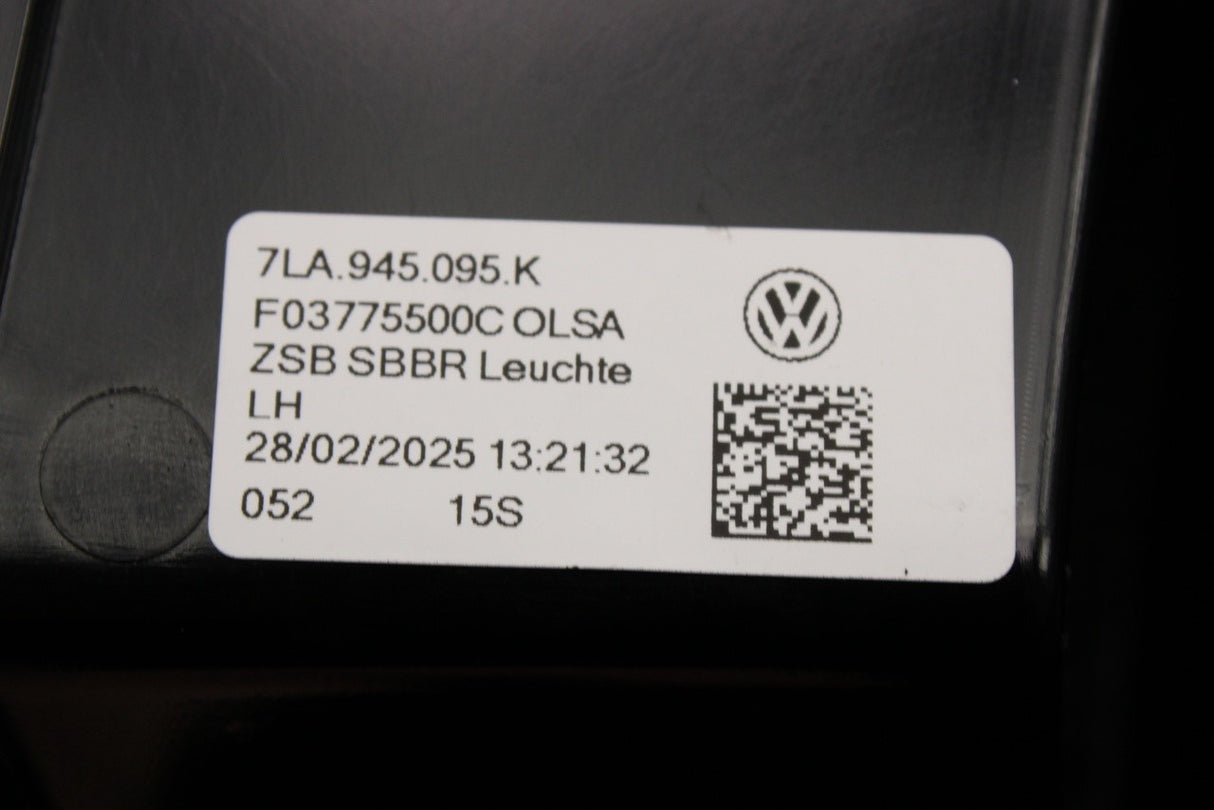 7LA.945.095.K
F03775500C OLSA
ZSB SBBR Leuchte
LH
28/02/2025 13:21:32
052 15S